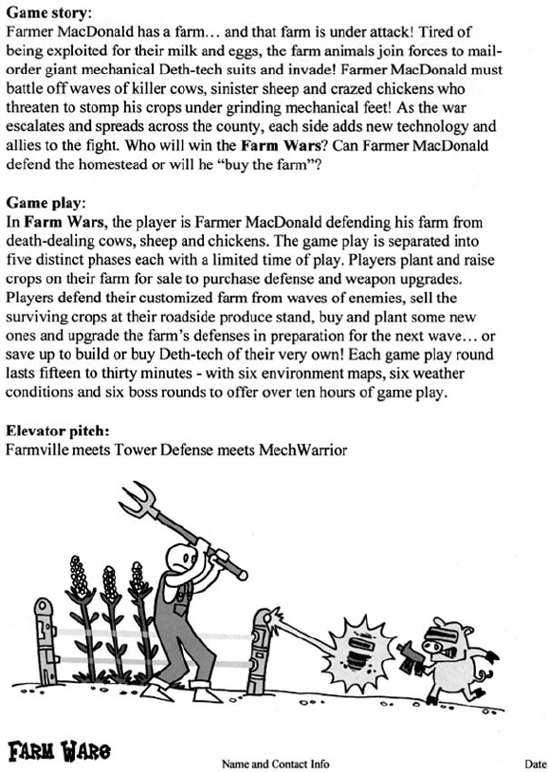 Game story:
Farmer MacDonald has a farm… and that farm is under attack! Tired of
being exploited for their milk and eggs, the farm animals join forces to mail-
order giant mechanical Deth-tech suits and invade! Farmer MacDonald must
battle off waves of killer cows, sinister sheep and crazed chickens who
threaten to stomp his crops under grinding mechanical feet! As the war
escalates and spreads across the county, each side adds new technology and
allies to the fight. Who will win the Farm Wars? Can Farmer MacDonald
defend the homestead or will he “buy the farm”?
Game play:
In Farm Wars, the player is Farmer MacDonald defending his farm from
death-dealing cows, sheep and chickens. The game play is separated into
five distinct phases each with a limited time of play. Players plant and raise
crops on their farm for sale to purchase defense and weapon upgrades.
Players defend their customized farm from waves of enemies, sell the
surviving crops at their roadside produce stand, buy and plant some new
ones and upgrade the farm’s defenses in preparation for the next wave… or
save up to build or buy Deth-tech of their very own! Each game play round
lasts fifteen to thirty minutes - with six environment maps, six weather
conditions and six boss rounds to offer over ten hours of game play.
Elevator pitch:
Farmville meets Tower Defense meets MechWarrior
FARM WARS
Name and Contact Info
Date